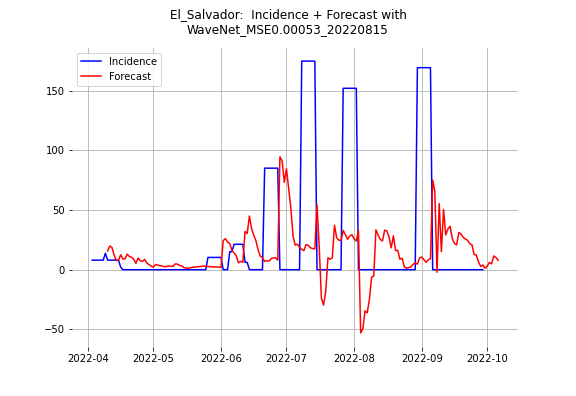 El_Salvador:  Incidence + Forecast with
WaveNet_MSE0.00053_20220815
Incidence
Forecast
150
100
50
0
−50
2022-04 2022-05 2022-06 2022-07 2022-08 2022-09 2022-10